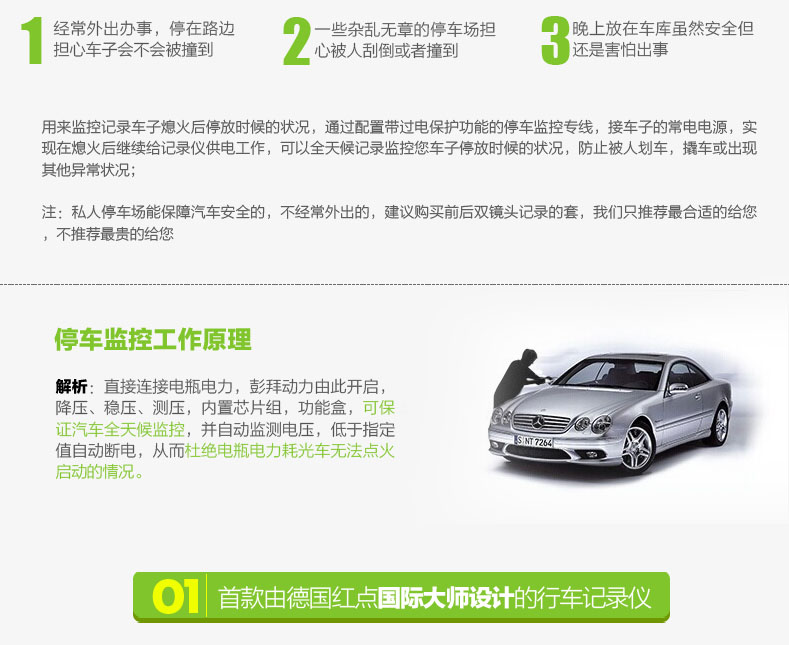 1 经常外出办事，停在路边
担心车子会不会被撞到
2 一些杂乱无章的停车场担
心被人刮倒或者撞到
3 晚上放在车库虽然安全但
还是害怕出事
用来监控记录车子熄火后停放时候的状况，通过配置带过电保护功能的停车监控专线，接车子的常电电源，实
现在熄火后继续给记录仪供电工作，可以全天候记录监控您车子停放时候的状况，防止被人划车，撬车或出现
其他异常状况；
注：私人停车场能保障汽车安全的，不经常外出的，建议购买前后双镜头记录的套，我们只推荐最合适的给您
，不推荐最贵的给您
停车监控工作原理
解析：直接连接电瓶电力，彭拜动力由此开启，
降压、稳压、测压，内置芯片组，功能盒，可保
证汽车全天候监控，并自动监测电压，低于指定
值自动断电，从而杜绝电瓶电力耗光车无法点火
启动的情况。
S NT 7264
01 首款由德国红点国际大师设计的行车记录仪